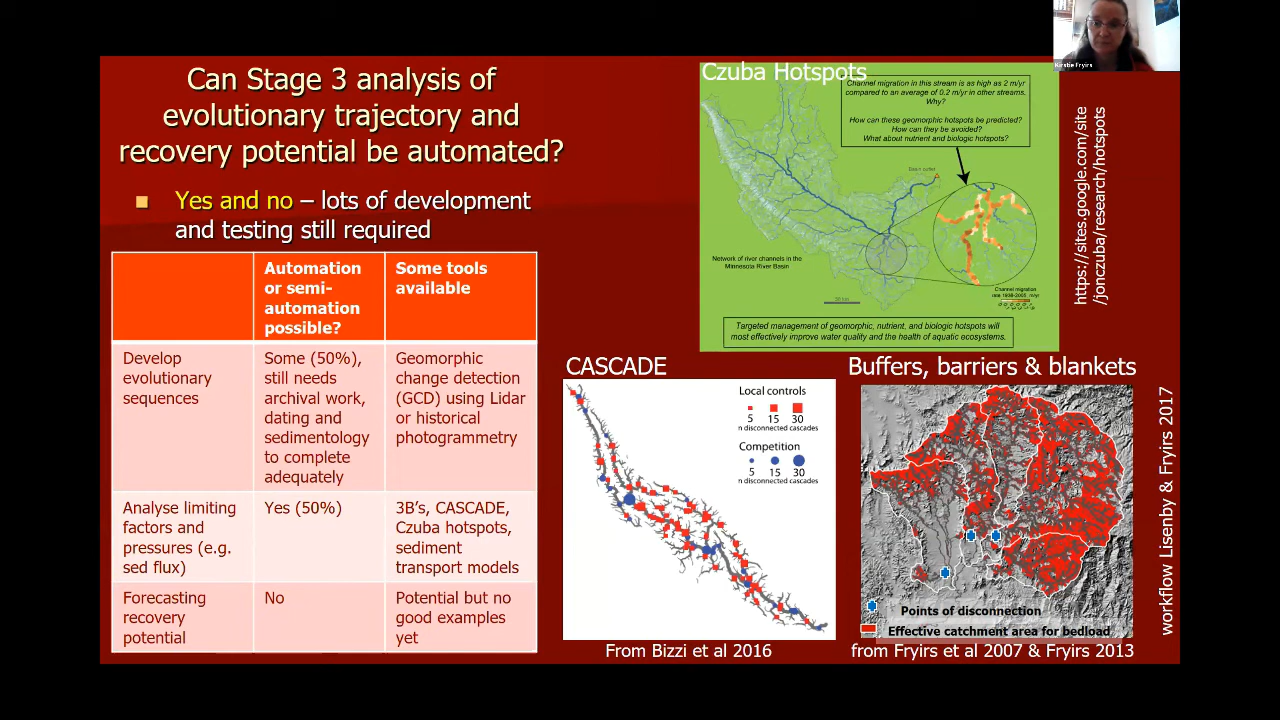 Can Stage 3 analysis of
evolutionary trajectory and
recovery potential be automated?
Yes and no – lots of development
and testing still required
Automation
or semi-
automation
possible?
Some tools
available
Develop
evolutionary
sequences
Some (50%),
still needs
archival work,
dating and
sedimentology
to complete
adequately
Geomorphic
change detection
(GCD) using Lidar
or historical
photogrammetry
Analyse limiting
factors and
pressures (e.g.
sed flux)
Yes (50%)
3B's, CASCADE,
Czuba hotspots,
sediment
transport models
Forecasting
recovery
potential
No
Potential but no
good examples
yet
Czuba Hotspots
Channel migration in this stream is as high as 2 m/yr
compared to an average of 0.2 m/yr in other streams.
Why?
How can these geomorphic hotspots be predicted?
How can they be avoided?
What about nutrient and biologic hotspots?
Basin outlet
Network of river channels in the
Minnesota River Basin
Channel migration
rate 1938-2005, m/yr
Targeted management of geomorphic, nutrient, and biologic hotspots will
most effectively improve water quality and the health of aquatic ecosystems.
https://sites.google.com/site
/jonczuba/research/hotspots
Kirstie Fryirs
CASCADE
Local controls
5 15 30
n disconnected cascades
Competition
5 15 30
n disconnected cascades
From Bizzi et al 2016
Buffers, barriers & blankets
Points of disconnection
Effective catchment area for bedload
from Fryirs et al 2007 & Fryirs 2013
workflow Lisenby & Fryirs 2017